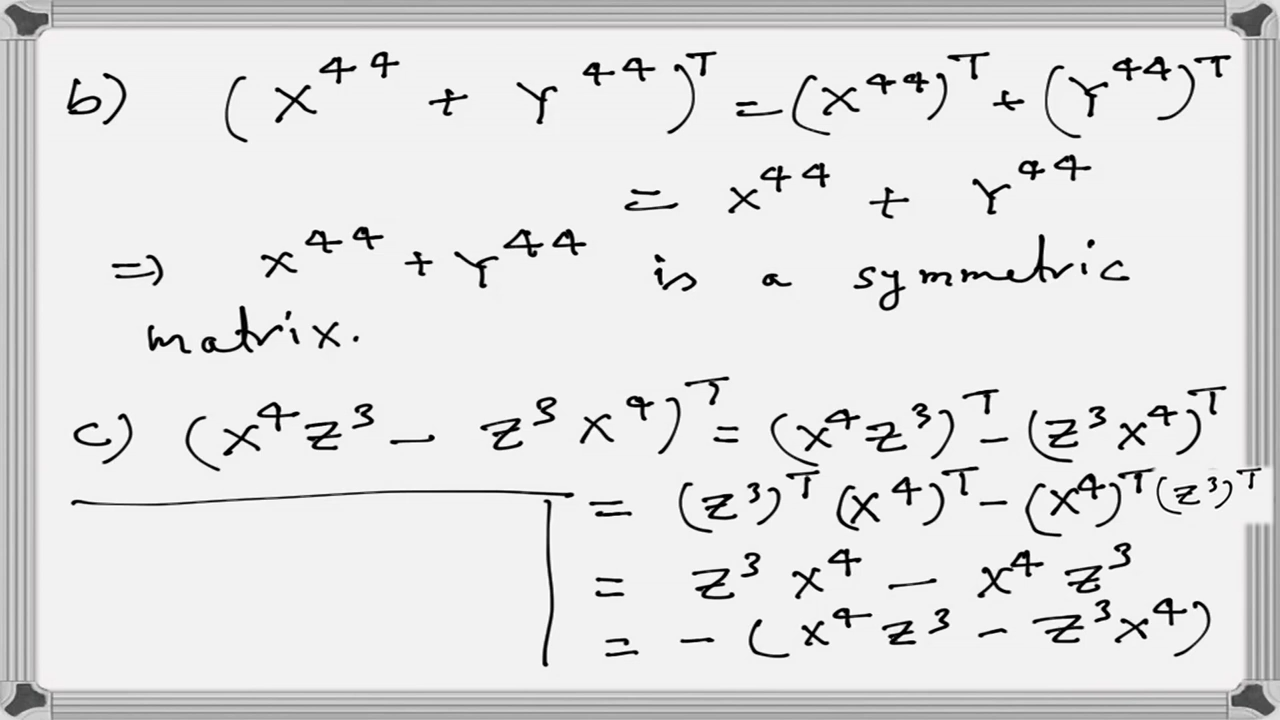 b) (X^44 + Y^44)^T = (X^44)^T + (Y^44)^T
= X^44 + Y^44
=> X^44 + Y^44 is a symmetric
matrix.
c) (X^4 Z^3 - Z^3 X^4)^T = (X^4 Z^3)^T - (Z^3 X^4)^T
= (Z^3)^T (X^4)^T - (X^4)^T (Z^3)^T
= Z^3 X^4 - X^4 Z^3
= - (X^4 Z^3 - Z^3 X^4)